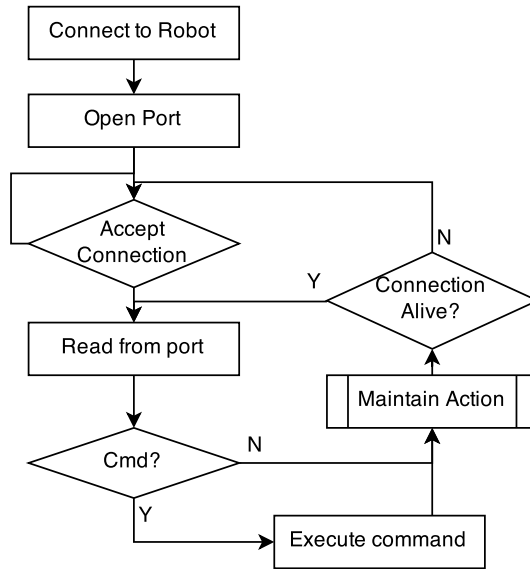 Connect to Robot
Open Port
Accept
Connection
N
Y
Connection
Alive?
Read from port
Maintain Action
N
Cmd?
Y
Execute command